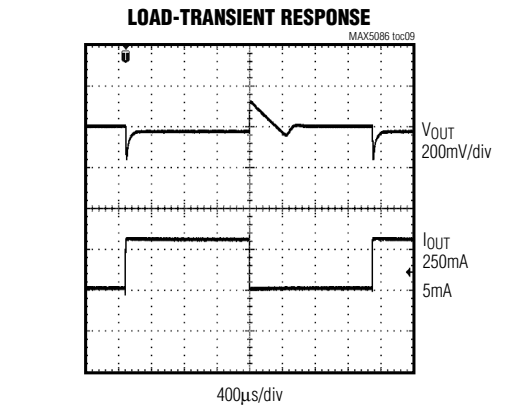 LOAD-TRANSIENT RESPONSE
MAX5086 toc09
T
VOUT
200mV/div
IOUT
250mA
5mA
400μs/div